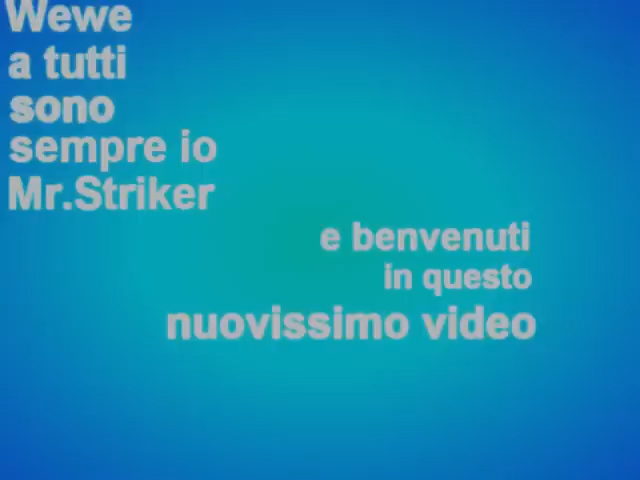 Wewe
a tutti
sono
sempre io
Mr.Striker
e benvenuti
in questo
nuovissimo video